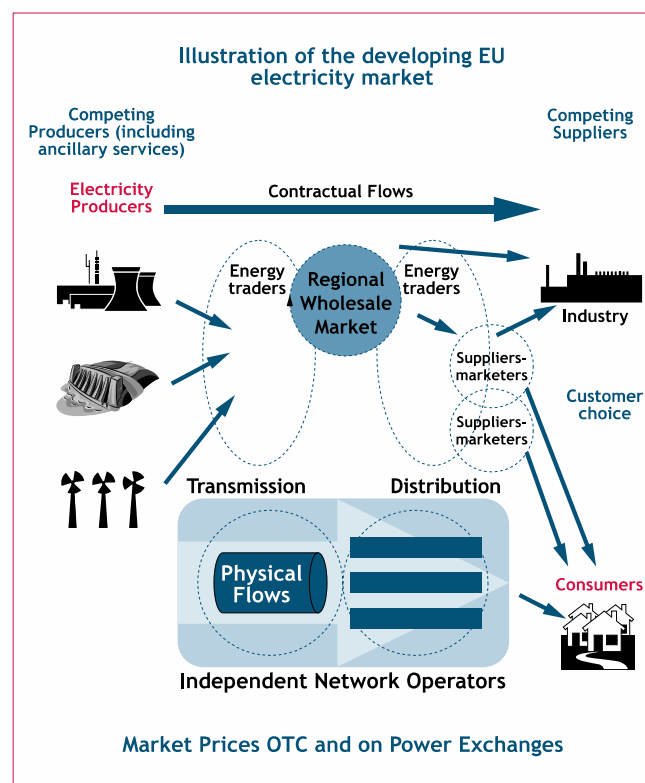 Illustration of the developing EU
electricity market
Competing
Producers (including
ancillary services)
Competing
Suppliers
Electricity
Producers
Contractual Flows
Energy
traders
Regional
Wholesale
Market
Energy
traders
Industry
Suppliers-
marketers
Customer
choice
Suppliers-
marketers
Transmission
Distribution
Physical
Flows
Consumers
Independent Network Operators
Market Prices OTC and on Power Exchanges